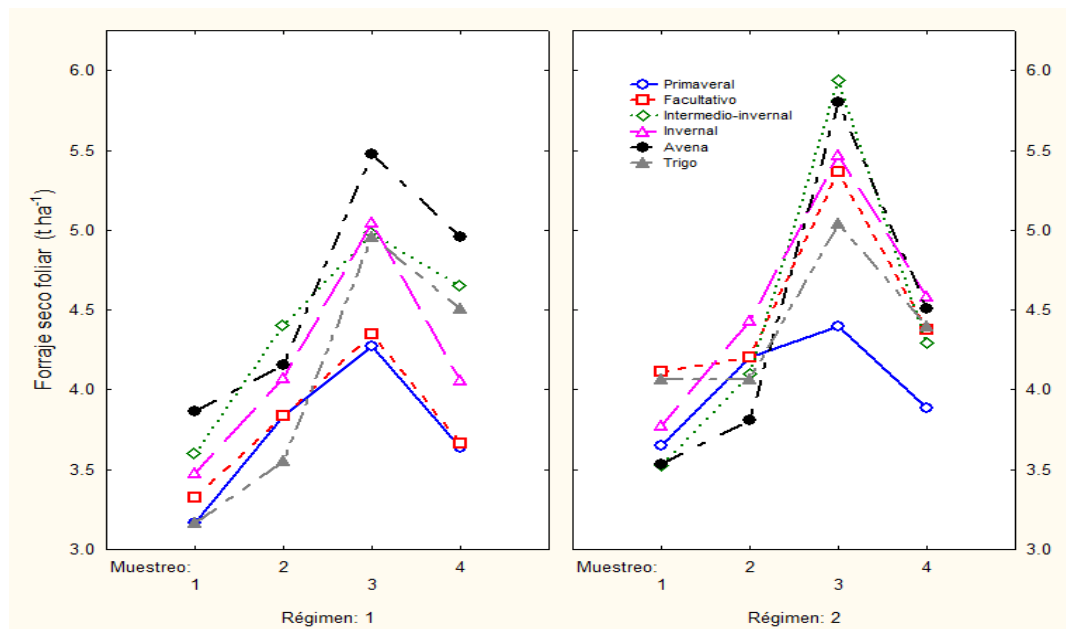 Forraje seco foliar (t ha⁻¹)
6.0
5.5
5.0
4.5
4.0
3.5
3.0
Muestreo:
1
2
3
4
Régimen: 1
Primaveral
Facultativo
Intermedio-invernal
Invernal
Avena
Trigo
6.0
5.5
5.0
4.5
4.0
3.5
3.0
Muestreo:
1
2
3
4
Régimen: 2